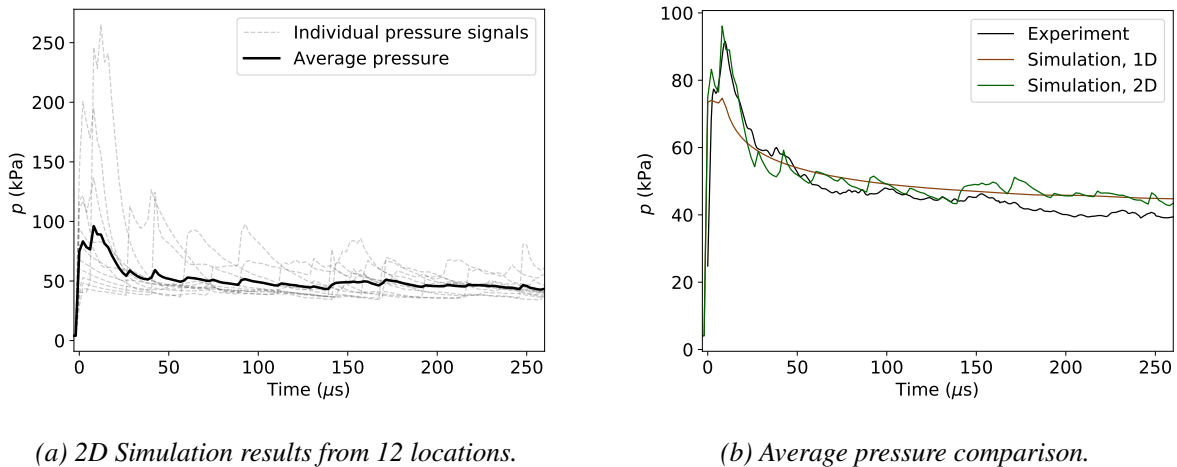 Individual pressure signals
Average pressure
p (kPa)
250
200
150
100
50
0
0 50 100 150 200 250
Time (μs)
(a) 2D Simulation results from 12 locations.
Experiment
Simulation, 1D
Simulation, 2D
p (kPa)
100
80
60
40
20
0
0 50 100 150 200 250
Time (μs)
(b) Average pressure comparison.